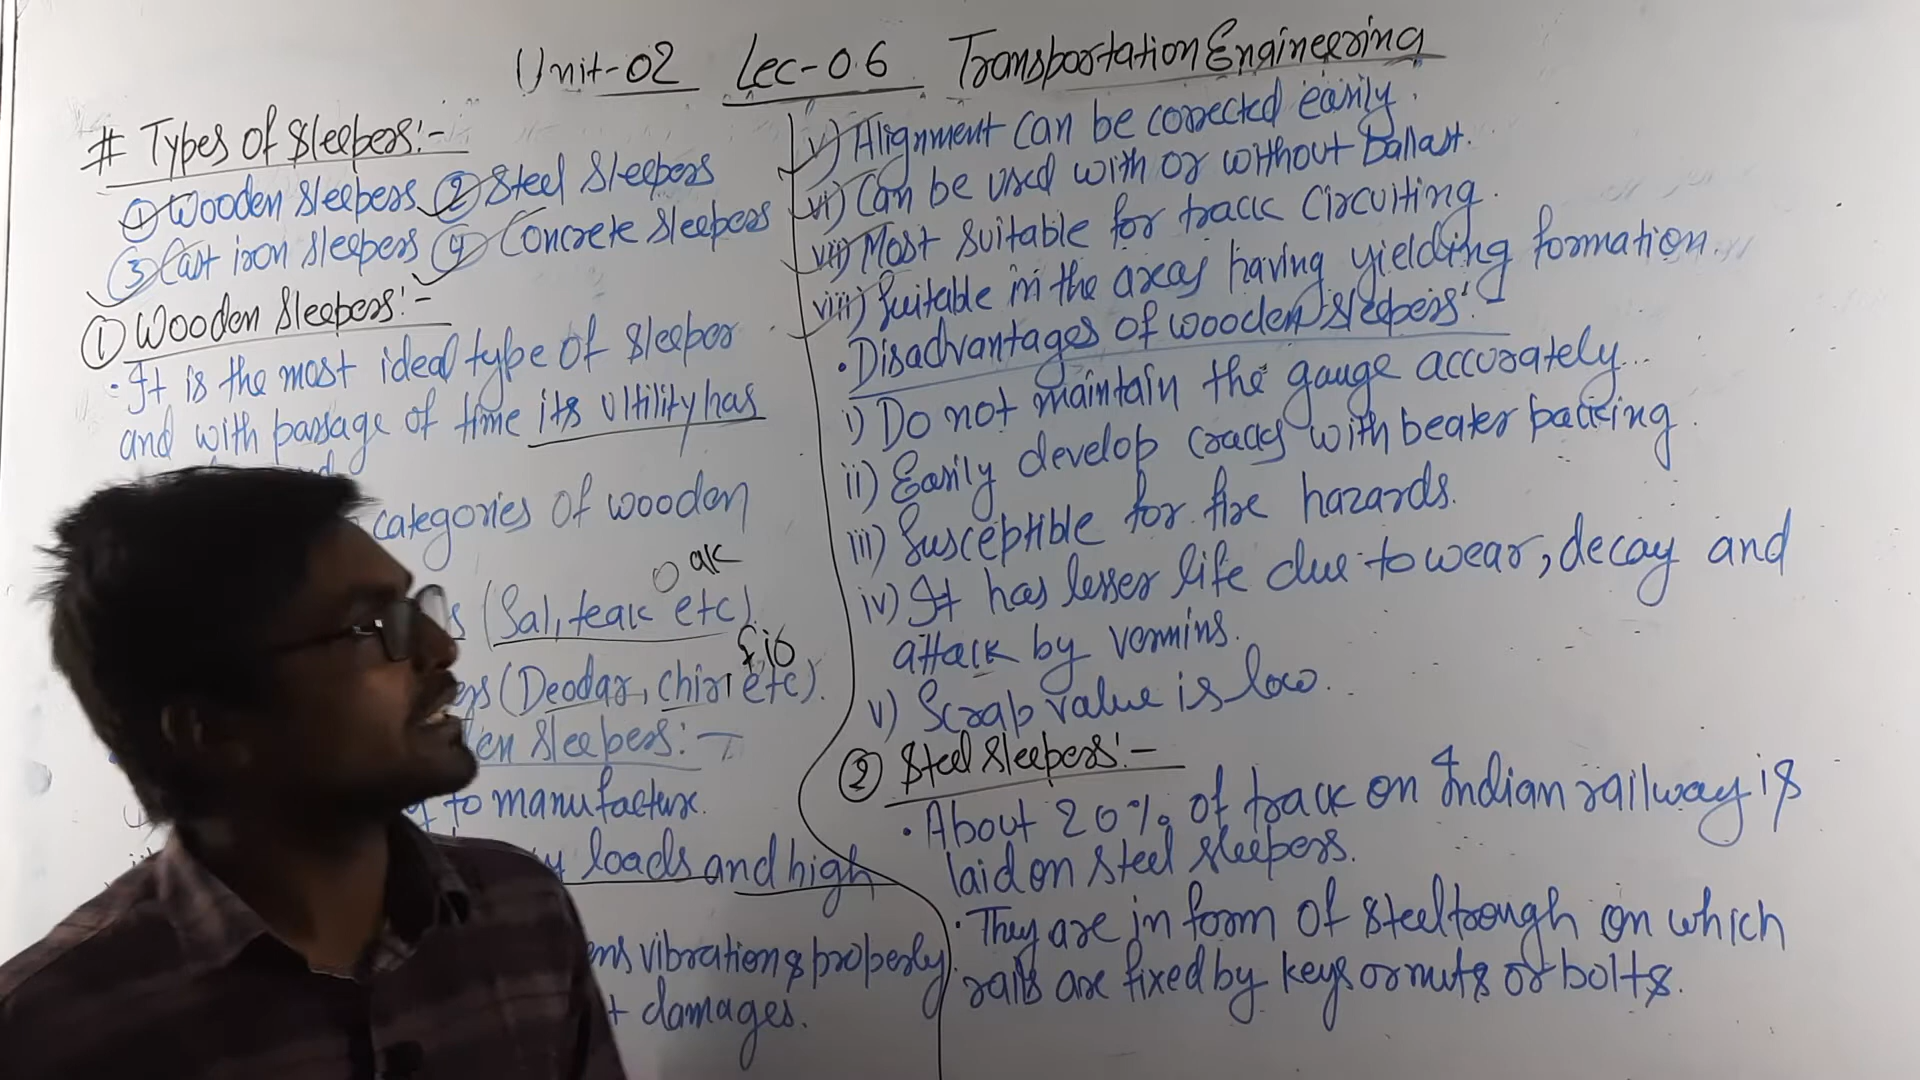 Unit-02 Lec-06 Transportation Engineering
# Types of Sleepers:-
① Wooden Sleepers ② Steel Sleepers
③ Cast iron Sleepers ④ Concrete Sleepers
① Wooden Sleepers:-
• It is the most ideal type of Sleeper
and with passage of time its Utility has
categories of wooden
oak
(Sal, teak etc)
fir
(Deodar, chir etc).
Sleepers:-
to manufacture.
loads and high
vibrations properly.
damages.
v) Alignment can be corrected easily.
vi) Can be used with or without ballast.
vii) Most suitable for track Circuiting.
viii) Suitable in the areas having yielding formation.
• Disadvantages of wooden Sleepers:-
i) Do not maintain the gauge accurately..
ii) Easily develop cracks with beater packing.
iii) Susceptible for fire hazards.
iv) It has lesser life due to wear, decay and
attack by vermins.
v) Scrap value is low.
② Steel Sleepers:-
• About 20% of track on Indian railway is
laid on steel sleepers.
• They are in form of steel trough on which
rails are fixed by keys or nuts or bolts.